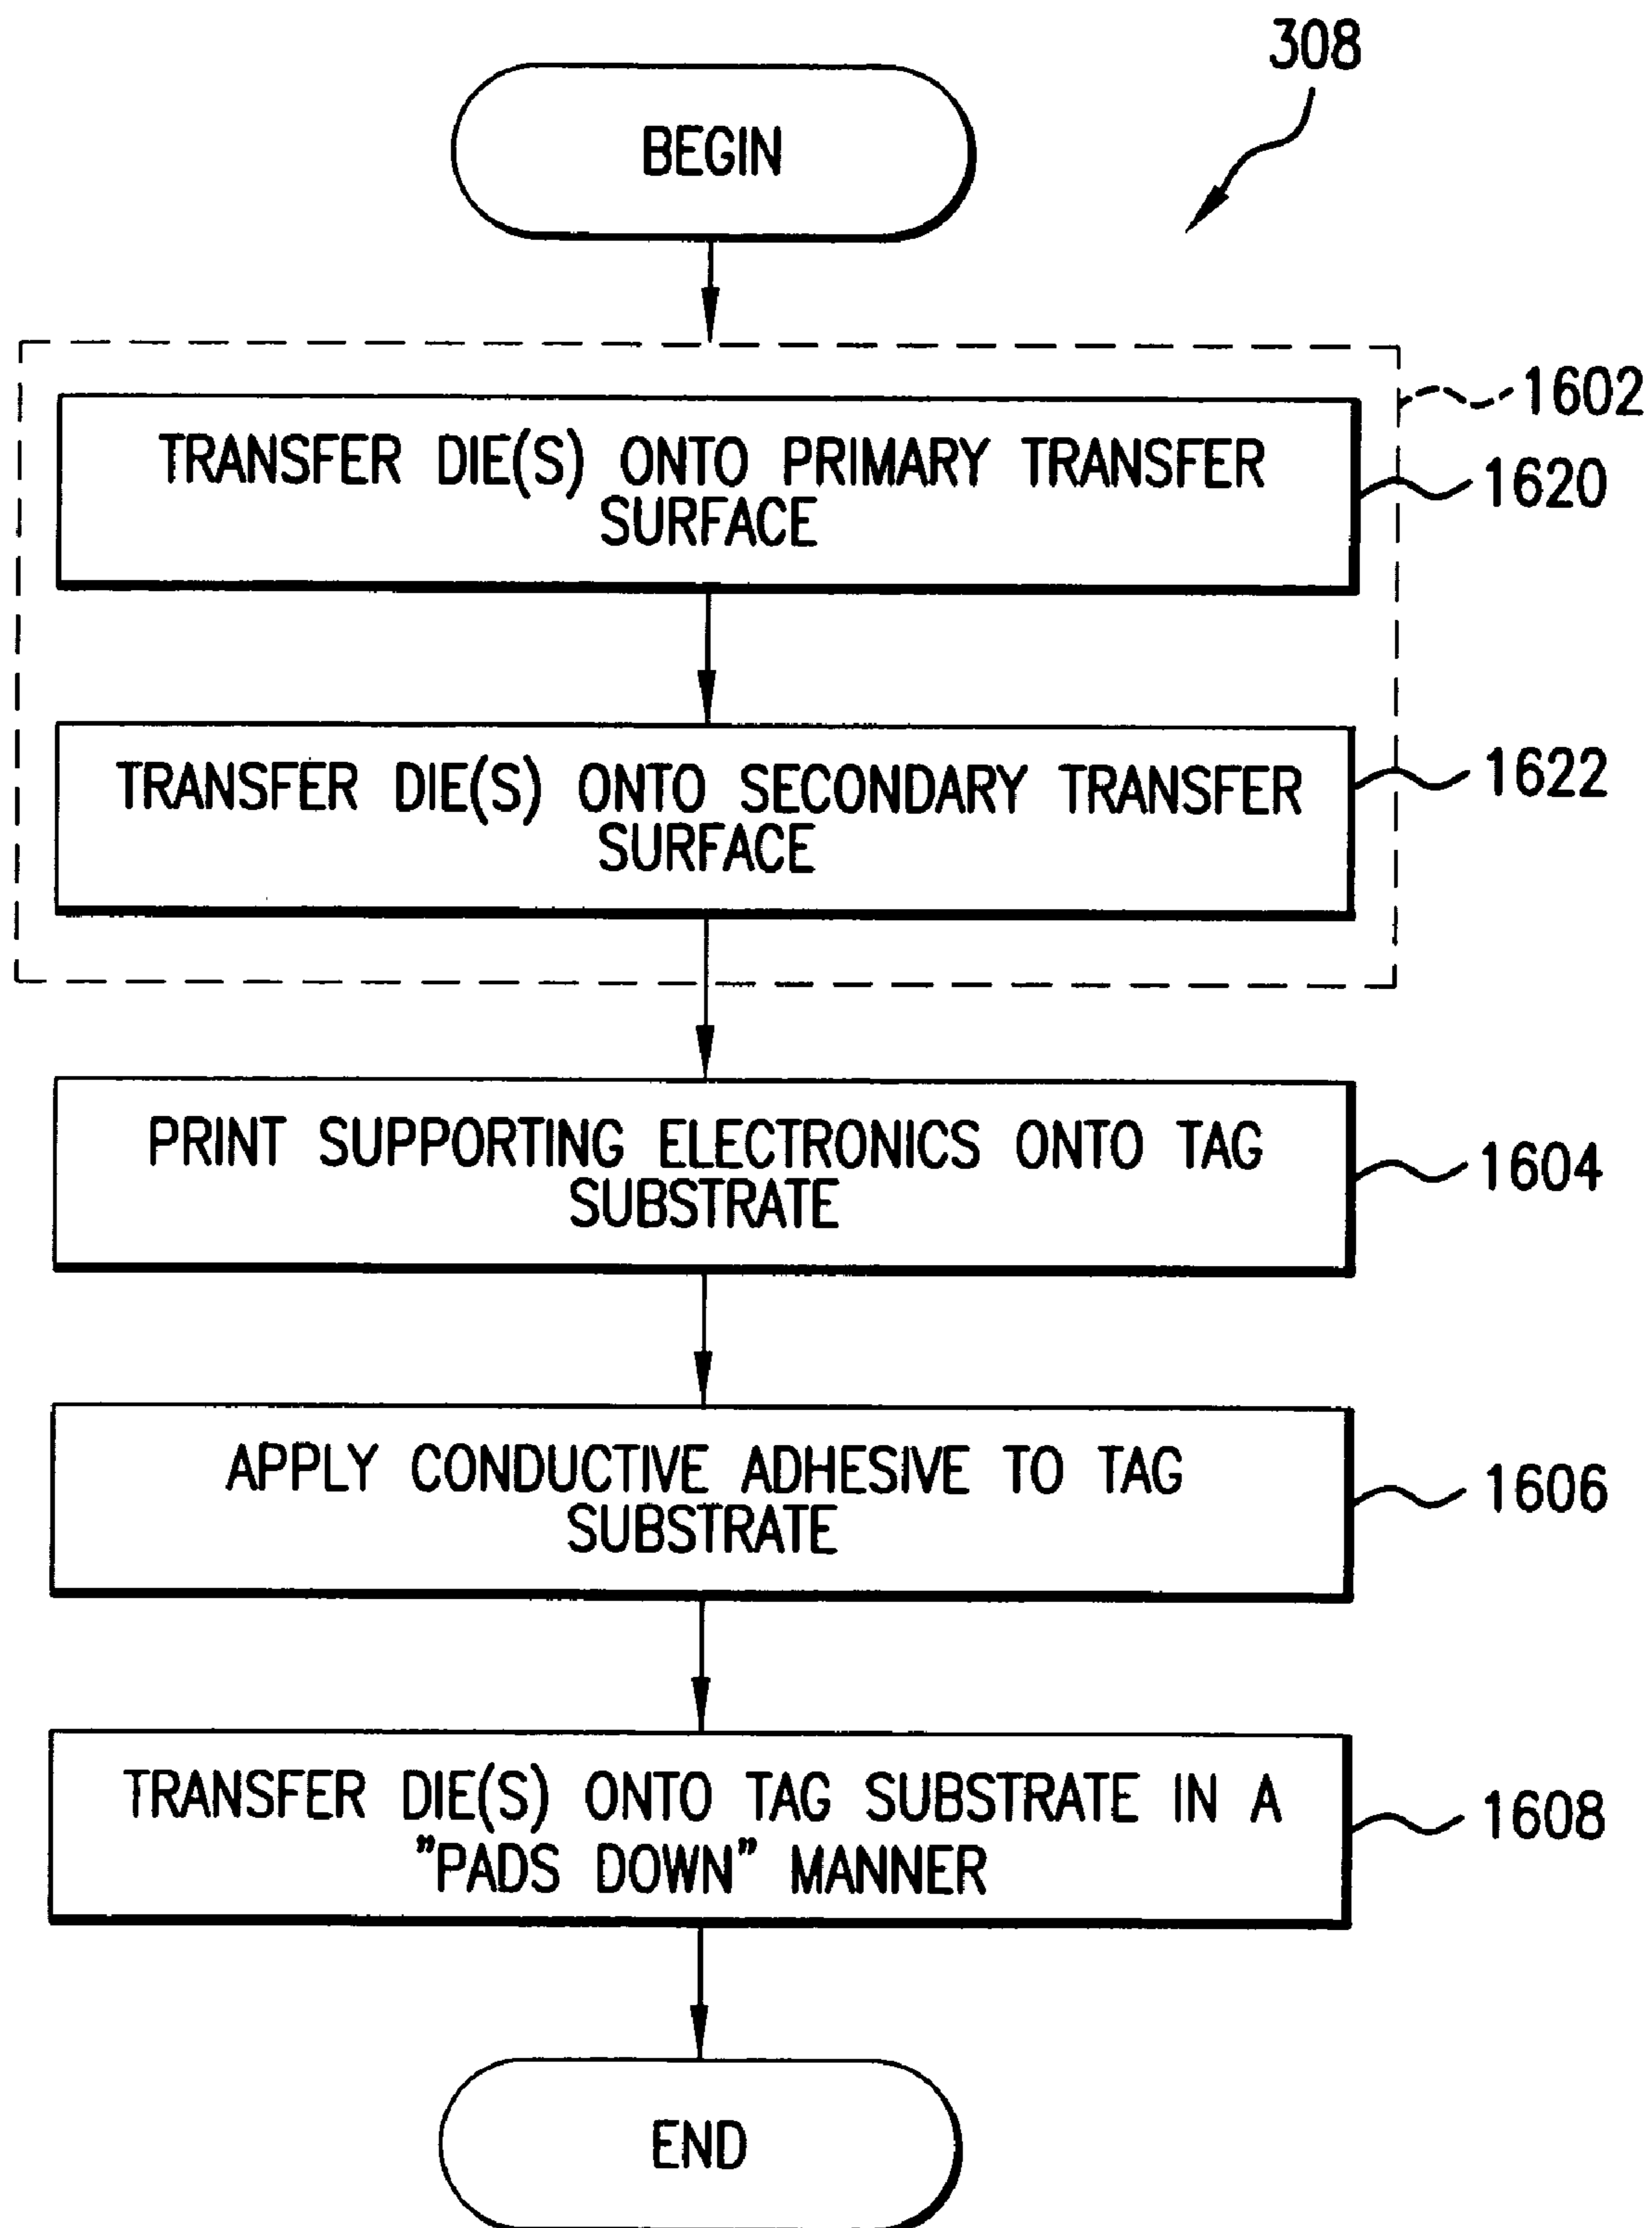 308
BEGIN
1602
TRANSFER DIE(S) ONTO PRIMARY TRANSFER
SURFACE
1620
TRANSFER DIE(S) ONTO SECONDARY TRANSFER
SURFACE
1622
PRINT SUPPORTING ELECTRONICS ONTO TAG
SUBSTRATE
1604
APPLY CONDUCTIVE ADHESIVE TO TAG
SUBSTRATE
1606
TRANSFER DIE(S) ONTO TAG SUBSTRATE IN A
"PADS DOWN" MANNER
1608
END